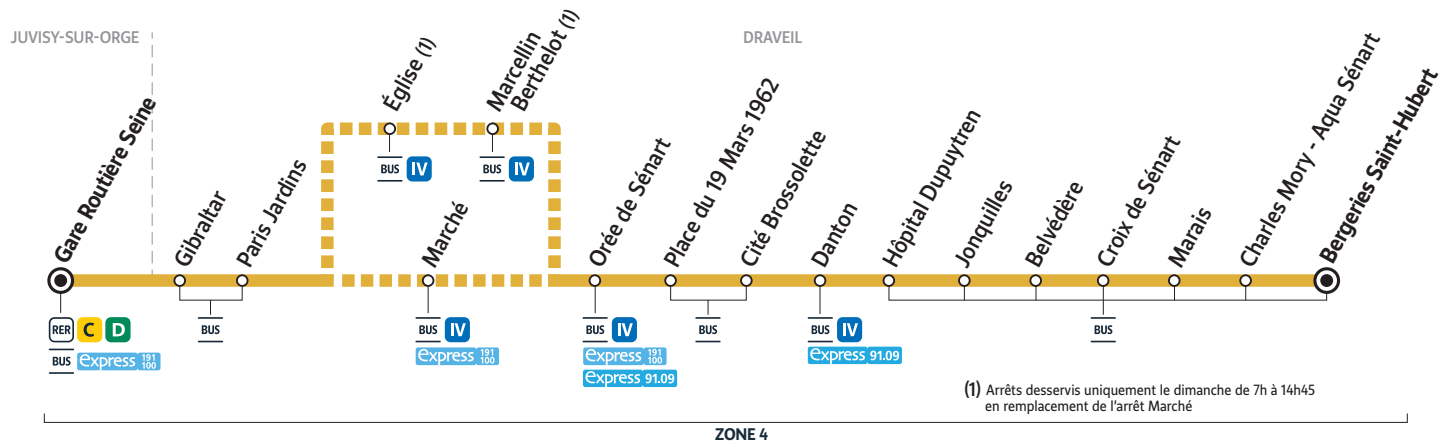 JUVISY-SUR-ORGE
DRAVEIL
Gare Routière Seine
Gibraltar
Paris Jardins
Église (1)
Marcellin
Berthelot (1)
Marché
Orée de Sénart
Place du 19 Mars 1962
Cité Brossolette
Danton
Hôpital Dupuytren
Jonquilles
Belvédère
Croix de Sénart
Marais
Charles Mory - Aqua Sénart
Bergeries Saint-Hubert
BUS IV
BUS IV
RER C D
BUS express 191 100
BUS
BUS IV
express 191 100
BUS IV
express 191 100
express 91.09
BUS
BUS IV
express 91.09
BUS
(1) Arrêts desservis uniquement le dimanche de 7h à 14h45
en remplacement de l'arrêt Marché
ZONE 4